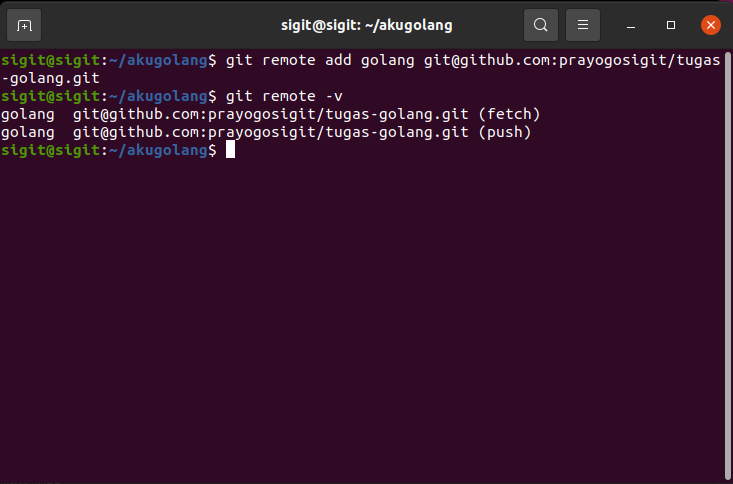 sigit@sigit: ~/akugolang
sigit@sigit:~/akugolang$ git remote add golang git@github.com:prayogosigit/tugas
-golang.git
sigit@sigit:~/akugolang$ git remote -v
golang  git@github.com:prayogosigit/tugas-golang.git (fetch)
golang  git@github.com:prayogosigit/tugas-golang.git (push)
sigit@sigit:~/akugolang$